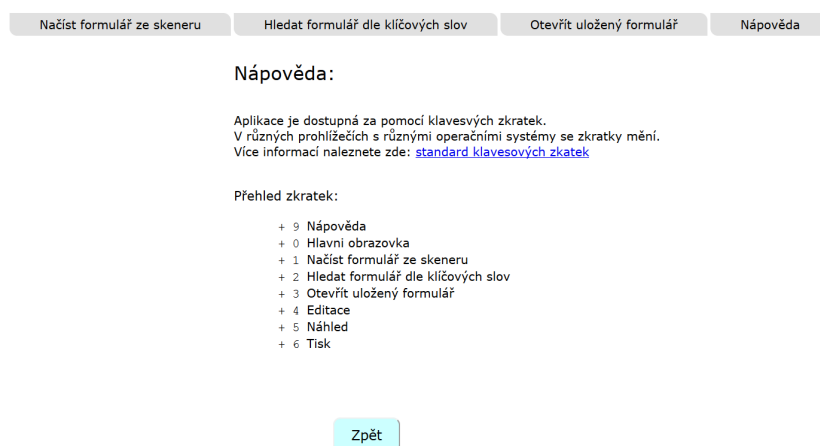 Načíst formulář ze skeneru Hledat formulář dle klíčových slov Otevřít uložený formulář Nápověda
Nápověda:
Aplikace je dostupná za pomocí klavesvých zkratek.
V různých prohlížečích s různými operačními systémy se zkratky mění.
Více informací naleznete zde: standard klavesových zkatek
Přehled zkratek:
+ 9 Nápověda
+ 0 Hlavni obrazovka
+ 1 Načíst formulář ze skeneru
+ 2 Hledat formulář dle klíčových slov
+ 3 Otevřít uložený formulář
+ 4 Editace
+ 5 Náhled
+ 6 Tisk
Zpět